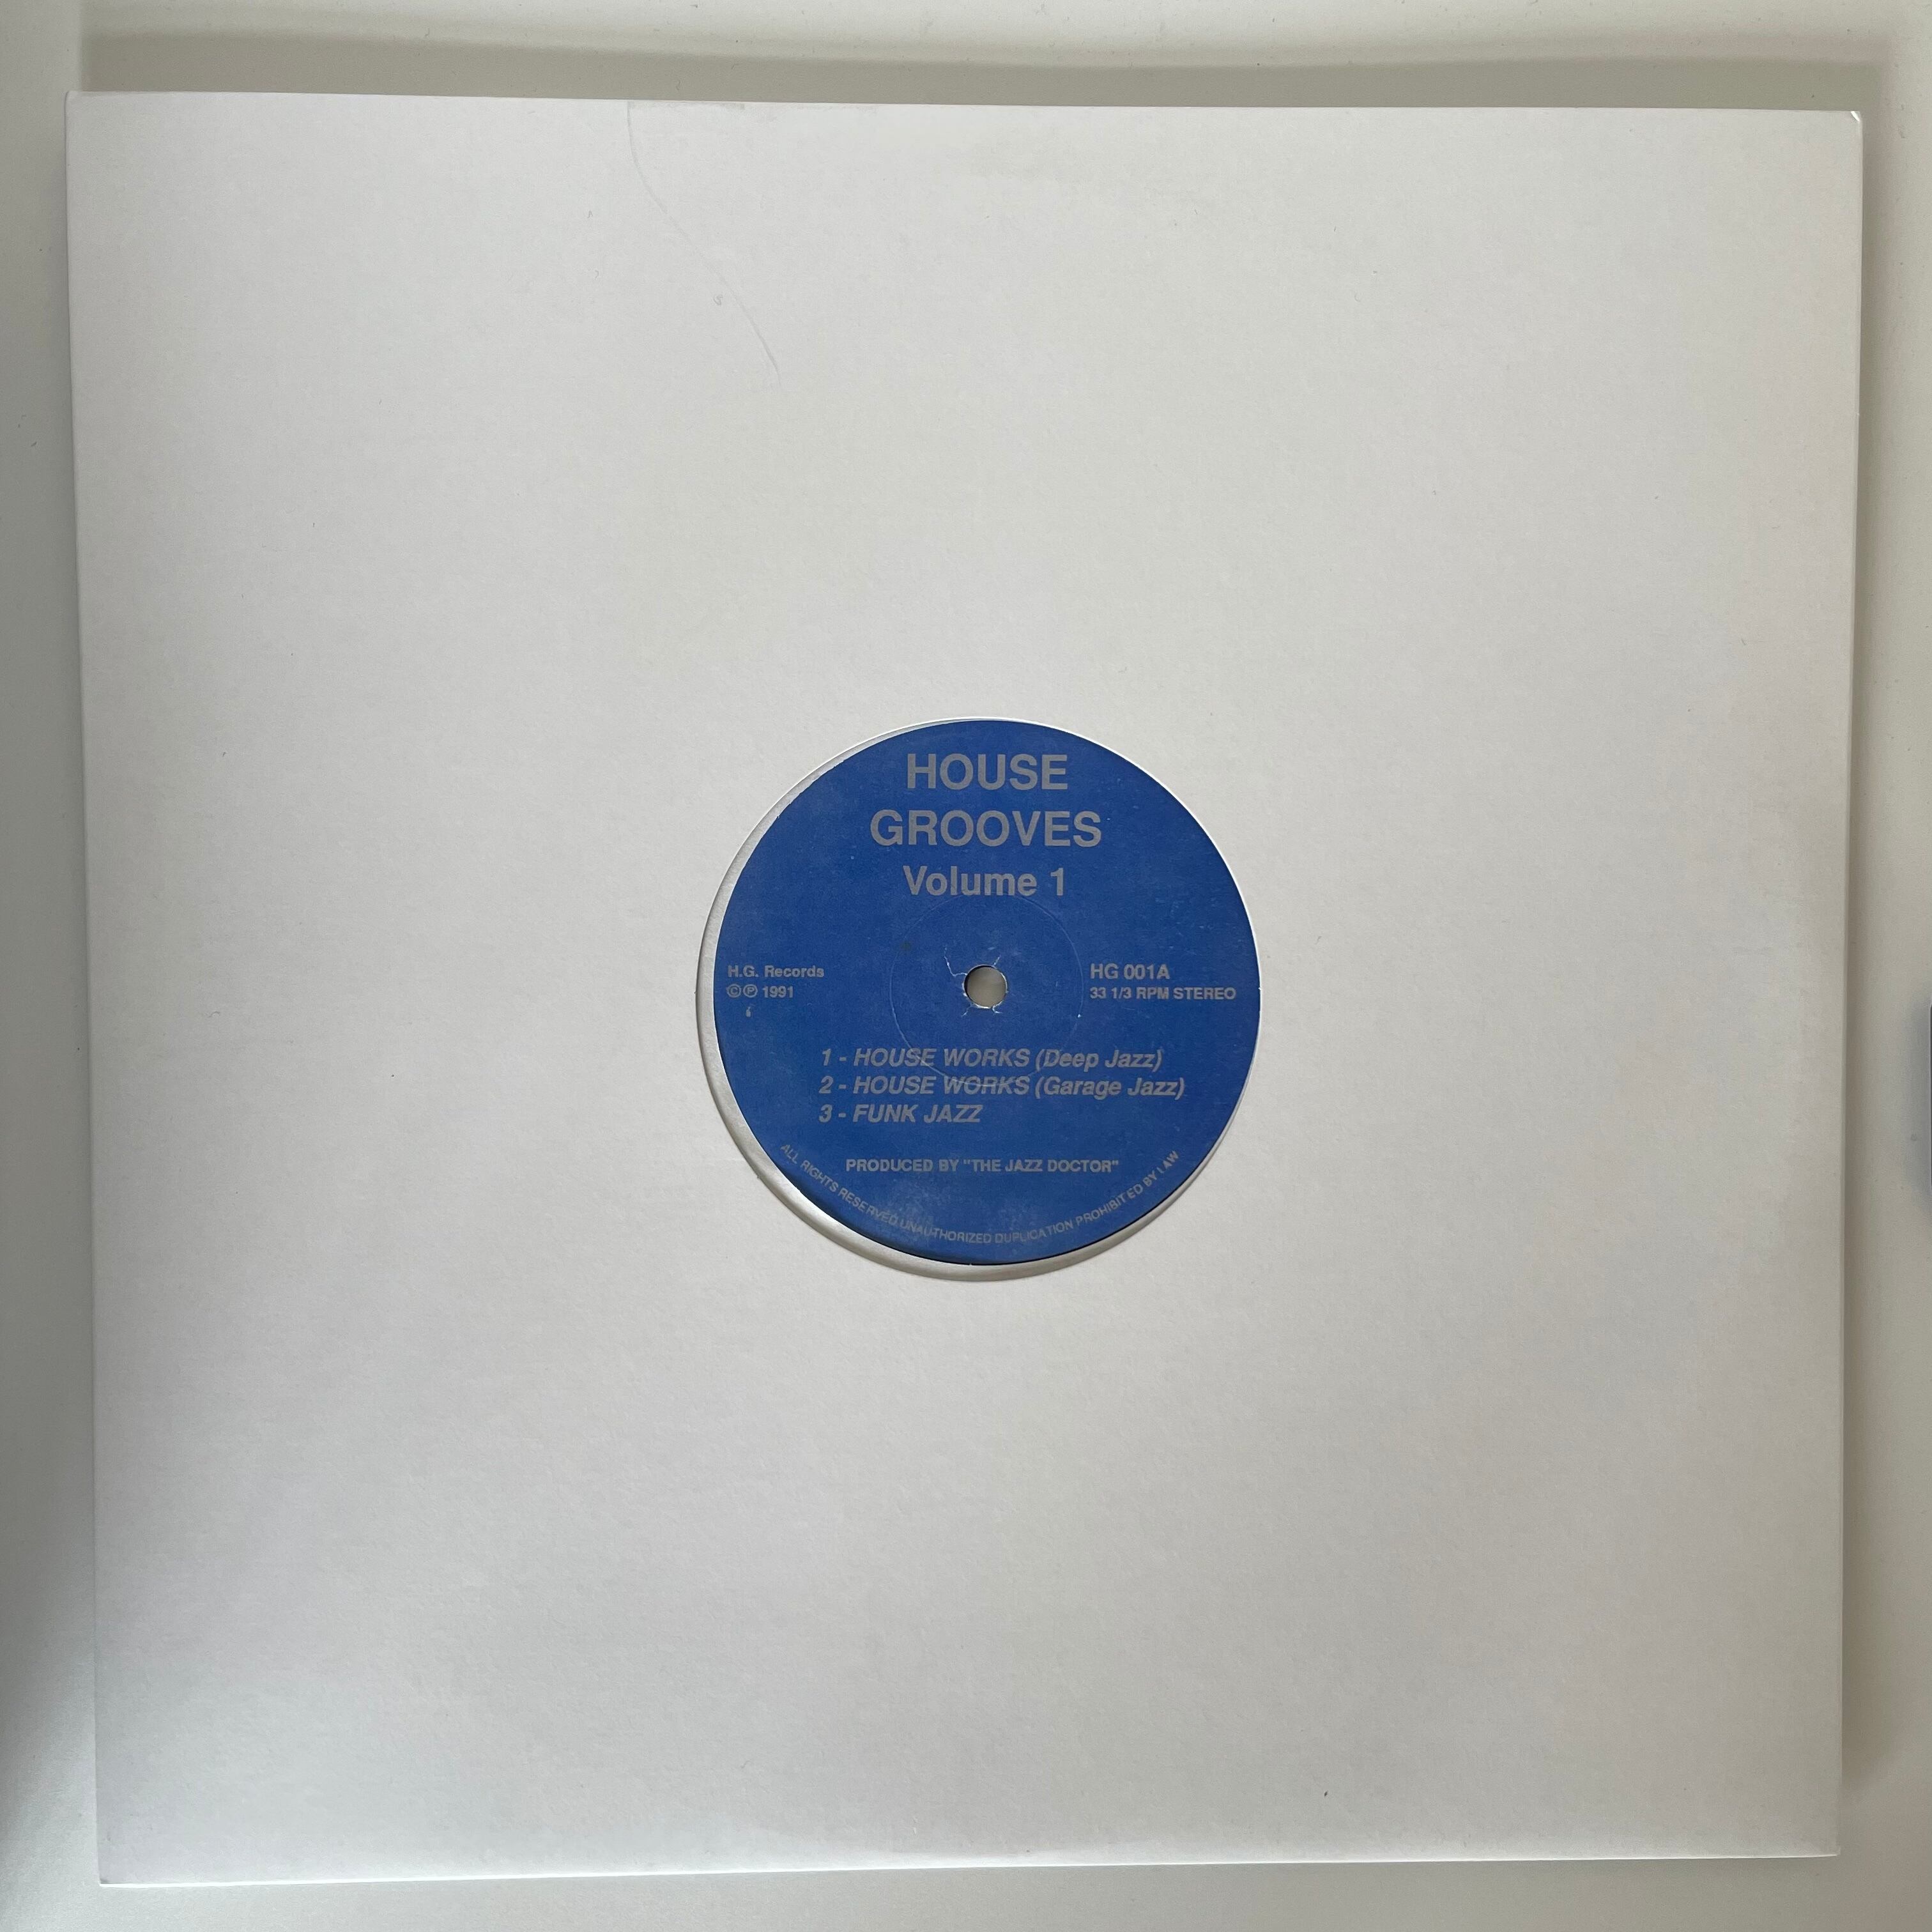 HOUSE
GROOVES
Volume 1
H.G. Records
©℗ 1991
HG 001A
33 1/3 RPM STEREO
1 - HOUSE WORKS (Deep Jazz)
2 - HOUSE WORKS (Garage Jazz)
3 - FUNK JAZZ
PRODUCED BY "THE JAZZ DOCTOR"
ALL RIGHTS RESERVED.UNAUTHORIZED DUPLICATION PROHIBITED BY LAW